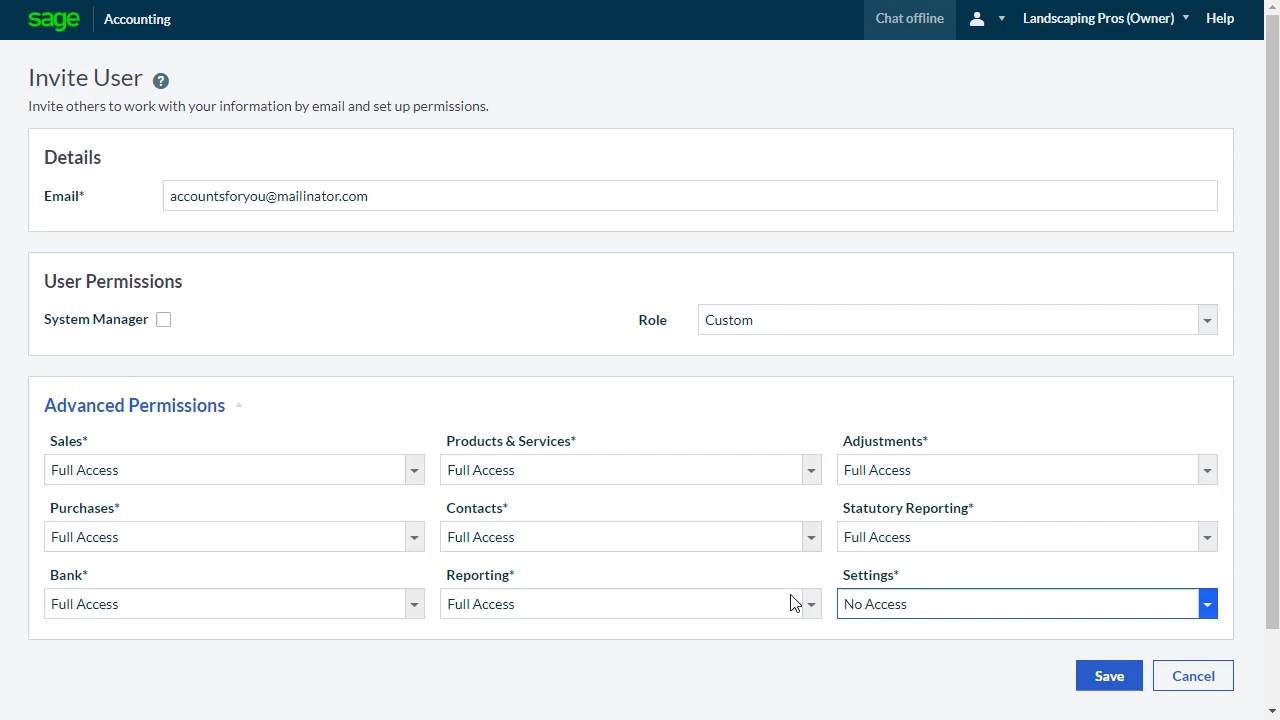 sage Accounting Chat offline Landscaping Pros (Owner) Help
Invite User ?
Invite others to work with your information by email and set up permissions.
Details
Email* accountsforyou@mailinator.com
User Permissions
System Manager Role Custom
Advanced Permissions
Sales* Products & Services* Adjustments*
Full Access Full Access Full Access
Purchases* Contacts* Statutory Reporting*
Full Access Full Access Full Access
Bank* Reporting* Settings*
Full Access Full Access No Access
Save Cancel